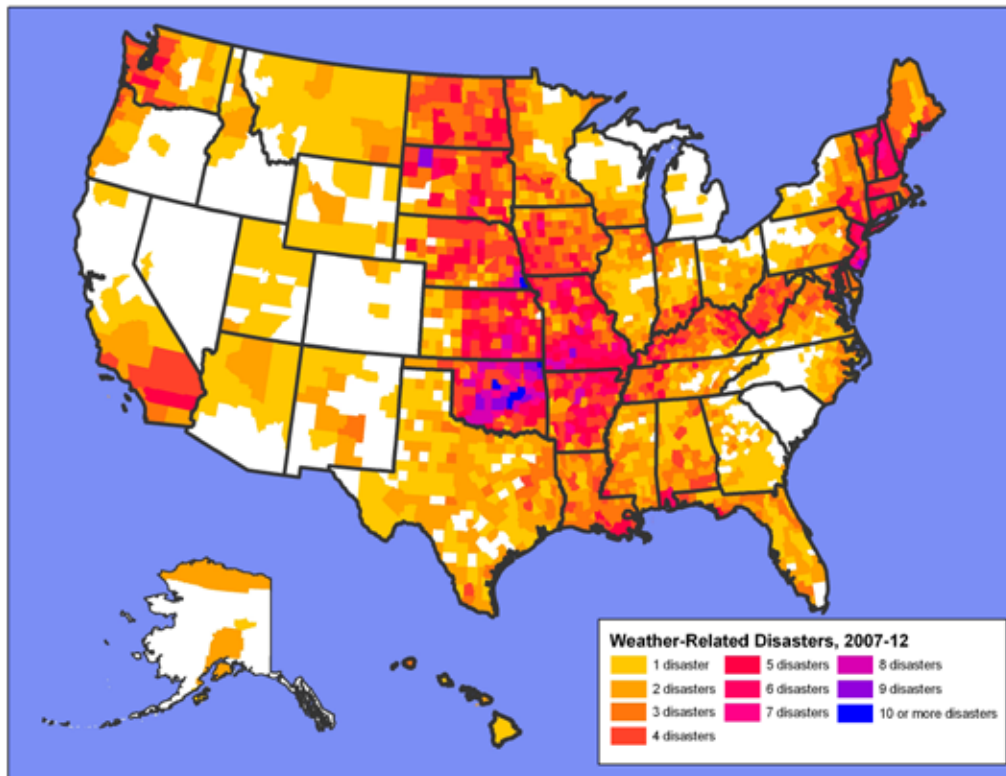 Weather-Related Disasters, 2007-12
1 disaster
2 disasters
3 disasters
4 disasters
5 disasters
6 disasters
7 disasters
8 disasters
9 disasters
10 or more disasters